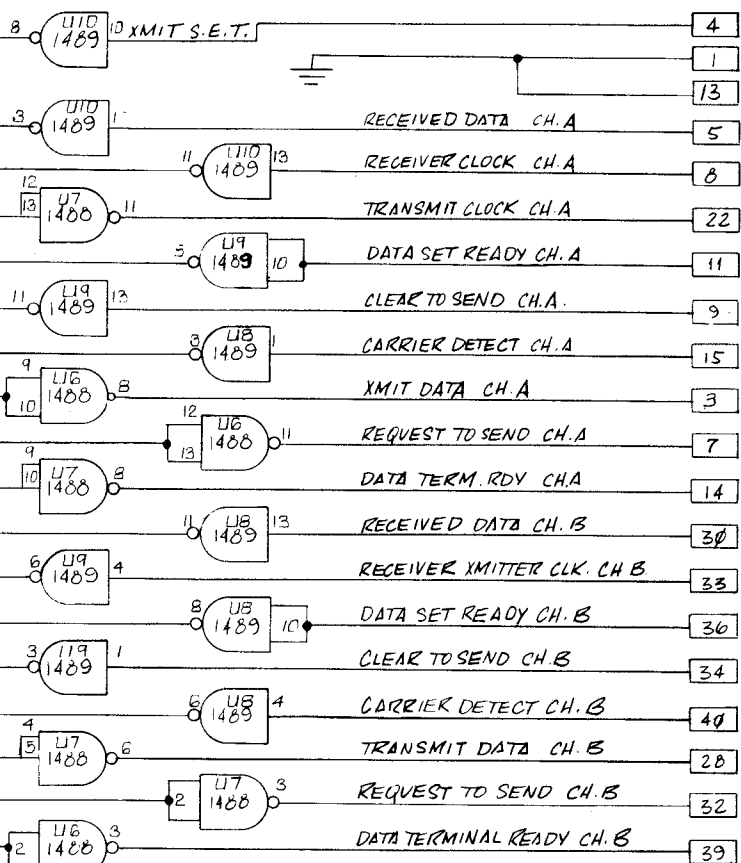 8 U10 1489 10 XMIT S.E.T. 4
1
13
3 U10 1489 1 RECEIVED DATA CH.A 5
11 U10 1489 13 RECEIVER CLOCK CH.A 8
12 13 U7 1488 11 TRANSMIT CLOCK CH.A 22
U9 1489 10 DATA SET READY CH.A 11
11 U9 1489 13 CLEAR TO SEND CH.A. 9
3 U8 1489 1 CARRIER DETECT CH.A 15
9 10 U6 1488 8 XMIT DATA CH.A 3
12 13 U6 1488 11 REQUEST TO SEND CH.A 7
9 10 U7 1488 8 DATA TERM. RDY CH.A 14
11 U8 1489 13 RECEIVED DATA CH.B 30
6 U9 1489 4 RECEIVER XMITTER CLK. CH B 33
8 U8 1489 10 DATA SET READY CH.B 36
3 U9 1489 1 CLEAR TO SEND CH.B 34
6 U8 1489 4 CARRIER DETECT CH.B 40
4 5 U7 1488 6 TRANSMIT DATA CH.B 28
2 U7 1488 3 REQUEST TO SEND CH.B 32
2 U6 1488 3 DATA TERMINAL READY CH.B 39